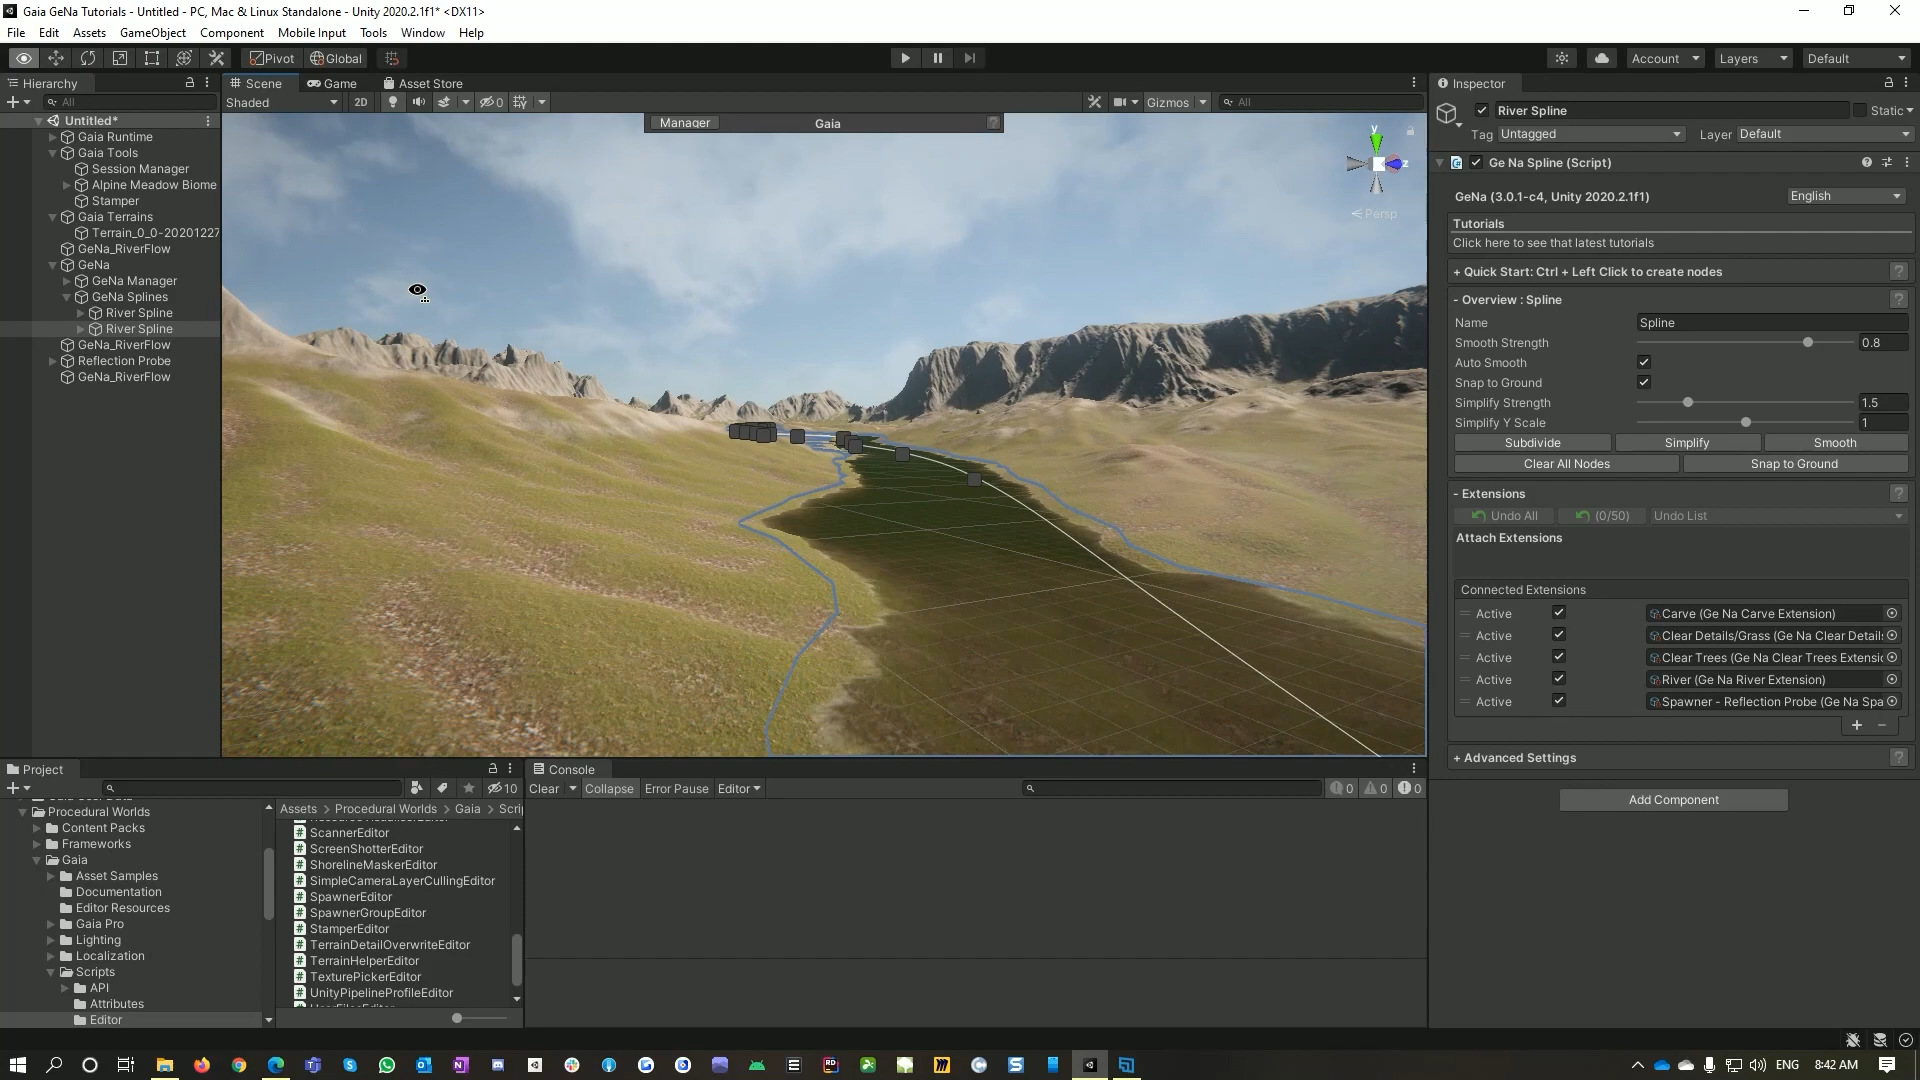 Gaia GeNa Tutorials - Untitled - PC, Mac & Linux Standalone - Unity 2020.2.1f1* <DX11>
File Edit Assets GameObject Component Mobile Input Tools Window Help
Pivot Global Account Layers Default
Hierarchy Scene Game Asset Store Inspector
All Shaded 2D 0 Gizmos All
Manager Gaia
Untitled*
Gaia Runtime
Gaia Tools
Session Manager
Alpine Meadow Biome
Stamper
Gaia Terrains
Terrain_0_0-20201227
GeNa_RiverFlow
GeNa
GeNa Manager
GeNa Splines
River Spline
River Spline
GeNa_RiverFlow
Reflection Probe
GeNa_RiverFlow
y
z
Persp
River Spline Static
Tag Untagged Layer Default
Ge Na Spline (Script)
GeNa (3.0.1-c4, Unity 2020.2.1f1) English
Tutorials
Click here to see that latest tutorials
+ Quick Start: Ctrl + Left Click to create nodes ?
- Overview : Spline ?
Name Spline
Smooth Strength 0.8
Auto Smooth
Snap to Ground
Simplify Strength 1.5
Simplify Y Scale 1
Subdivide Simplify Smooth
Clear All Nodes Snap to Ground
- Extensions ?
Undo All (0/50) Undo List
Attach Extensions
Connected Extensions
Active Carve (Ge Na Carve Extension)
Active Clear Details/Grass (Ge Na Clear Details
Active Clear Trees (Ge Na Clear Trees Extensio
Active River (Ge Na River Extension)
Active Spawner - Reflection Probe (Ge Na Spa
+ -
+ Advanced Settings ?
Add Component
Project
10
Procedural Worlds
Content Packs
Frameworks
Gaia
Asset Samples
Documentation
Editor Resources
Gaia Pro
Lighting
Localization
Scripts
API
Attributes
Editor
Assets > Procedural Worlds > Gaia > Scrip
ScannerEditor
ScreenShotterEditor
ShorelineMaskerEditor
SimpleCameraLayerCullingEditor
SpawnerEditor
SpawnerGroupEditor
StamperEditor
TerrainDetailOverwriteEditor
TerrainHelperEditor
TexturePickerEditor
UnityPipelineProfileEditor
Console
Clear Collapse Error Pause Editor 0 0 0
ENG 8:42 AM